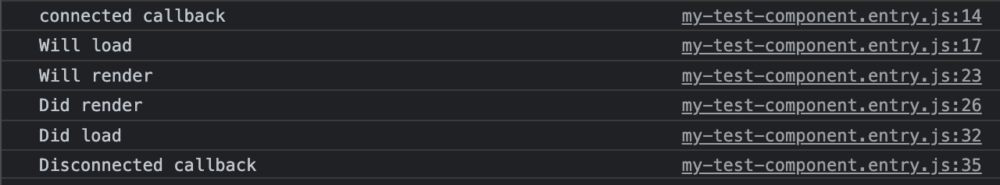 connected callback my-test-component.entry.js:14
Will load my-test-component.entry.js:17
Will render my-test-component.entry.js:23
Did render my-test-component.entry.js:26
Did load my-test-component.entry.js:32
Disconnected callback my-test-component.entry.js:35